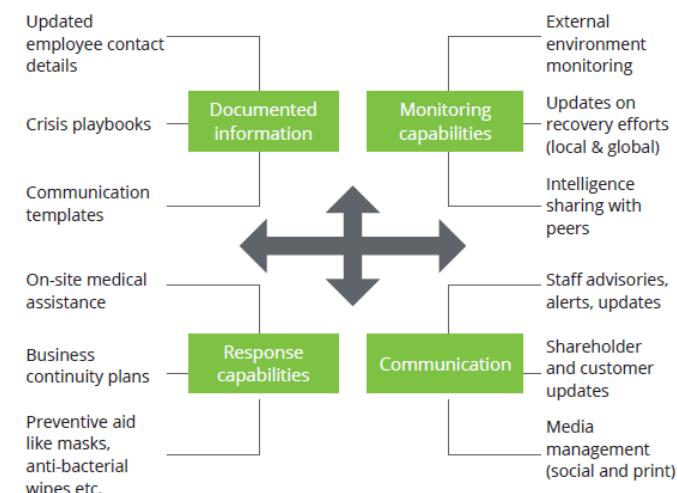 Updated
employee contact
details
Crisis playbooks
Communication
templates
Documented
information
Monitoring
capabilities
External
environment
monitoring
Updates on
recovery efforts
(local & global)
Intelligence
sharing with
peers
On-site medical
assistance
Business
continuity plans
Preventive aid
like masks,
anti-bacterial
wipes etc.
Response
capabilities
Communication
Staff advisories,
alerts, updates
Shareholder
and customer
updates
Media
management
(social and print)